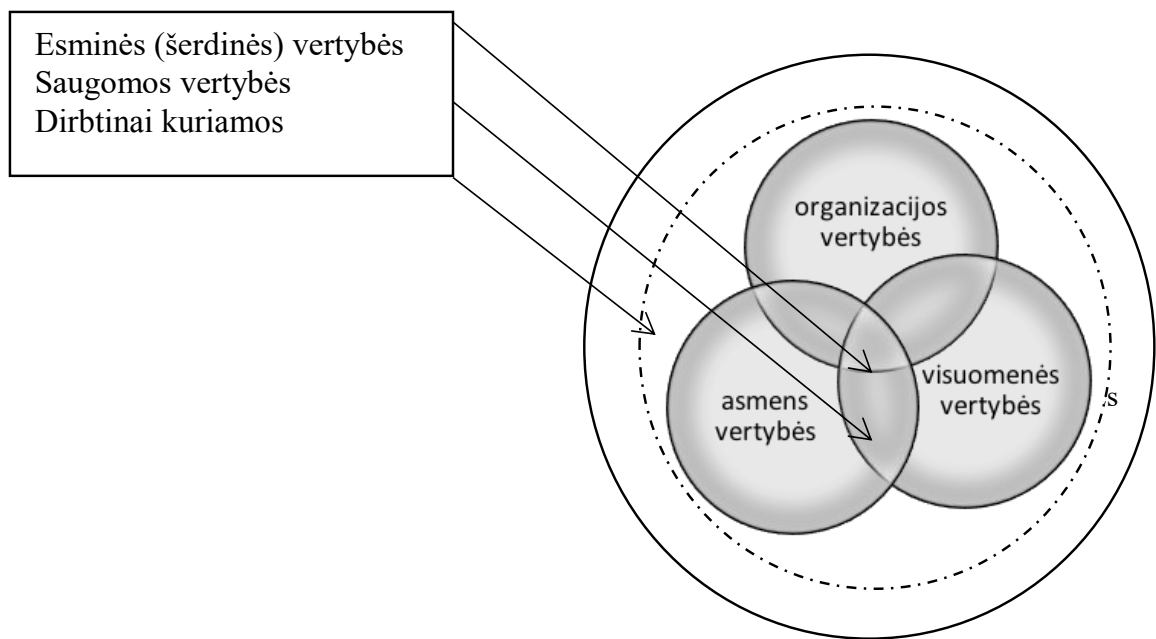 Esminės (šerdinės) vertybės
Saugomos vertybės
Dirbtinai kuriamos
organizacijos
vertybės
asmens
vertybės
visuomenės
vertybės
s